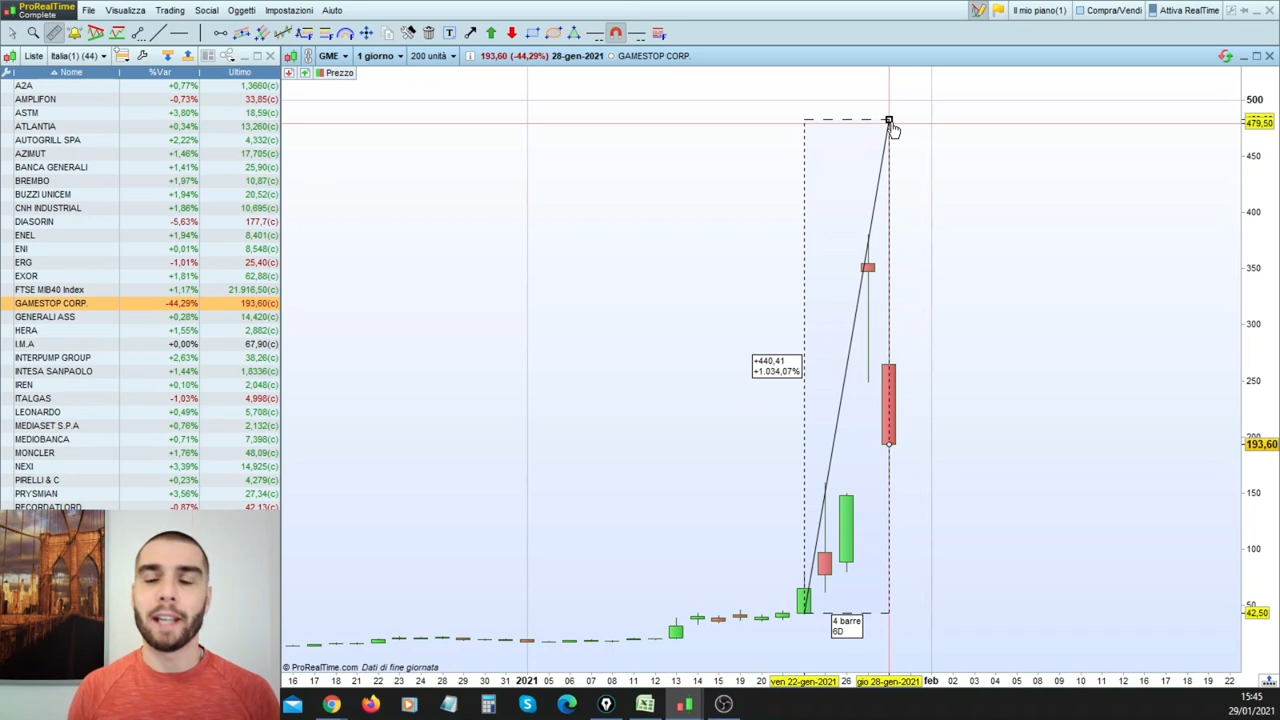 ProRealTime
Complete
File Visualizza Trading Social Oggetti Impostazioni Aiuto
Il mio piano(1) Compra/Vendi Attiva RealTime
Liste Italia(1) (44)
GME 1 giorno 200 unità 193,60 (-44,29%) 28-gen-2021 GAMESTOP CORP.
Nome %Var Ultimo
Prezzo
A2A +0,77% 1,3660(c)
AMPLIFON -0,73% 33,85(c)
ASTM +3,80% 18,59(c)
ATLANTIA +0,34% 13,260(c)
AUTOGRILL SPA +2,22% 4,332(c)
AZIMUT +1,46% 17,705(c)
BANCA GENERALI +1,41% 25,90(c)
BREMBO +1,97% 10,87(c)
BUZZI UNICEM +1,94% 20,52(c)
CNH INDUSTRIAL +1,86% 10,695(c)
DIASORIN -5,63% 177,7(c)
ENEL +1,94% 8,401(c)
ENI +0,01% 8,548(c)
ERG -1,01% 25,40(c)
EXOR +1,81% 62,88(c)
FTSE MIB40 Index +1,17% 21.916,50(c)
GAMESTOP CORP. -44,29% 193,60(c)
GENERALI ASS +0,28% 14,420(c)
HERA +1,55% 2,882(c)
I.M.A +0,00% 67,90(c)
INTERPUMP GROUP +2,63% 38,26(c)
INTESA SANPAOLO +1,44% 1,8336(c)
IREN +0,10% 2,048(c)
ITALGAS -1,03% 4,998(c)
LEONARDO +0,49% 5,708(c)
MEDIASET S.P.A +0,76% 2,132(c)
MEDIOBANCA +0,71% 7,398(c)
MONCLER +1,76% 48,09(c)
NEXI +3,39% 14,925(c)
PIRELLI & C +0,23% 4,279(c)
PRYSMIAN +3,56% 27,34(c)
RECORDATI ORD -0,87% 42,13(c)
500
479,50
450
400
350
300
250
193,60
150
100
42,50
+440,41
+1.034,07%
4 barre
6D
© ProRealTime.com Dati di fine giornata
16 17 18 21 22 23 24 28 29 30 2021 05 06 07 08 11 12 13 14 15 19 20 ven 22-gen-2021 26 gio 28-gen-2021 feb 02 03 04 05 08 09 10 11 12 16 17 18 19 22
15:45
29/01/2021